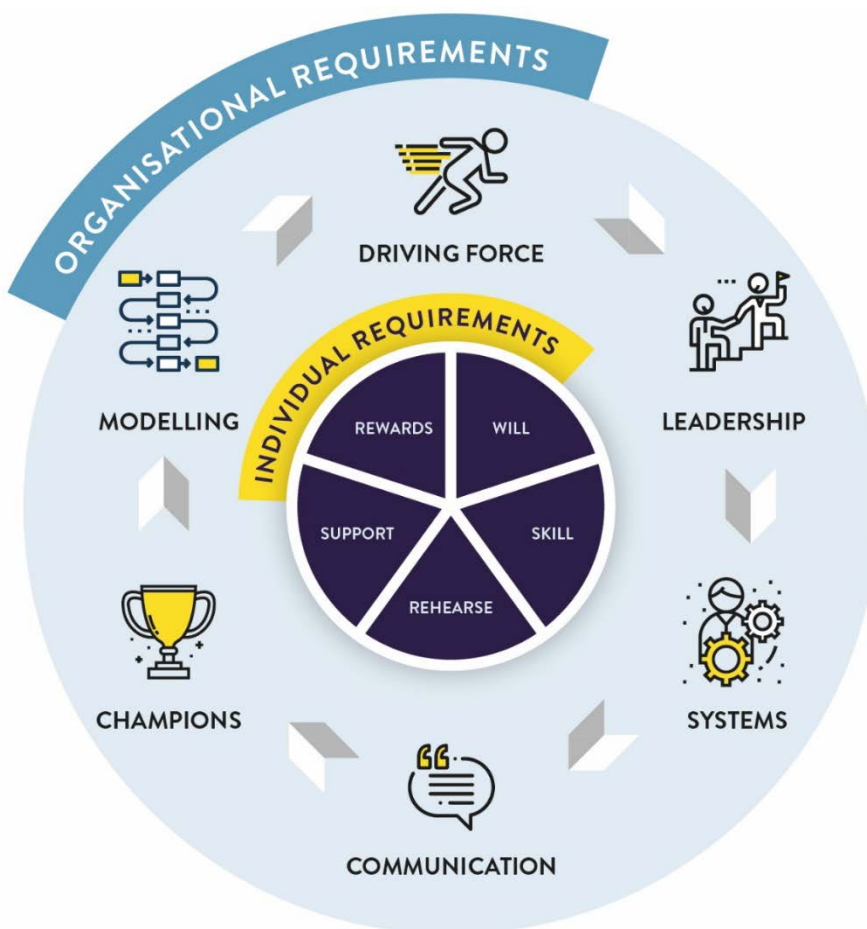 ORGANISATIONAL REQUIREMENTS
DRIVING FORCE
LEADERSHIP
SYSTEMS
COMMUNICATION
CHAMPIONS
MODELLING
INDIVIDUAL REQUIREMENTS
WILL
SKILL
REHEARSE
SUPPORT
REWARDS